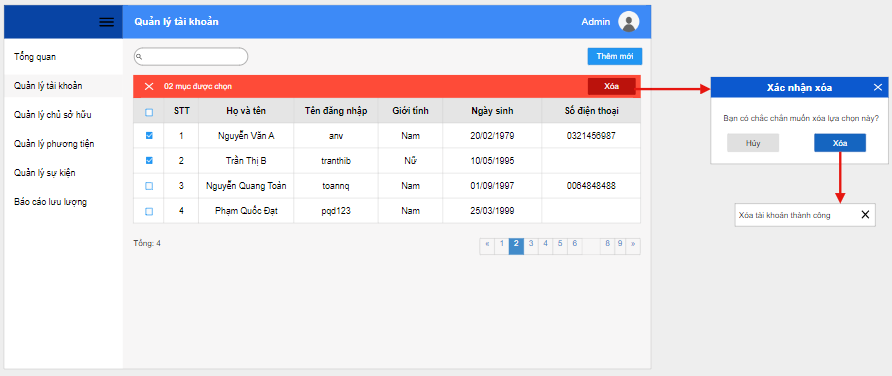 Quản lý tài khoản
Admin
Tổng quan
Quản lý tài khoản
Quản lý chủ sở hữu
Quản lý phương tiện
Quản lý sự kiện
Báo cáo lưu lượng
Thêm mới
02 mục được chọn
Xóa
STT Họ và tên Tên đăng nhập Giới tính Ngày sinh Số điện thoại
1 Nguyễn Văn A anv Nam 20/02/1979 0321456987
2 Trần Thị B tranthib Nữ 10/05/1995
3 Nguyễn Quang Toản toannq Nam 01/09/1997 0064848488
4 Phạm Quốc Đạt pqd123 Nam 25/03/1999
Tổng: 4
« 1 2 3 4 5 6 8 9 »
Xác nhận xóa
Bạn có chắc chắn muốn xóa lựa chọn này?
Hủy Xóa
Xóa tài khoản thành công